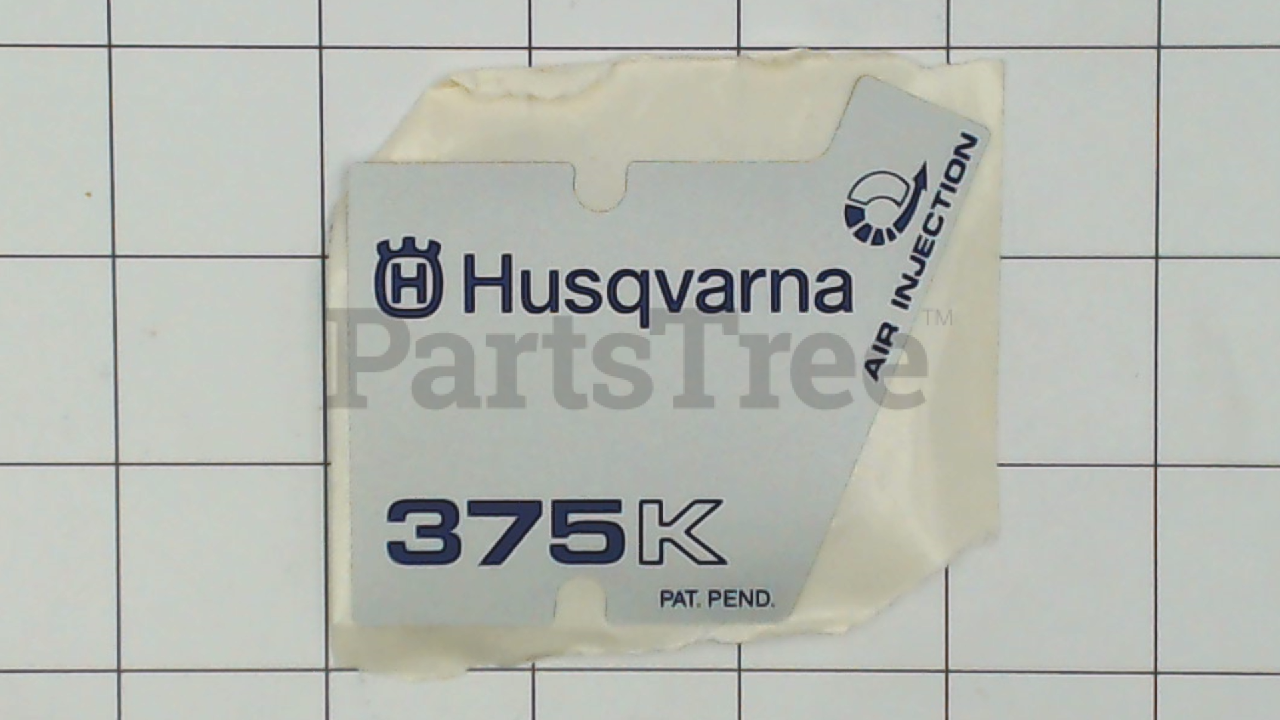 H Husqvarna
AIR INJECTION
PartsTree™
375K
PAT. PEND.